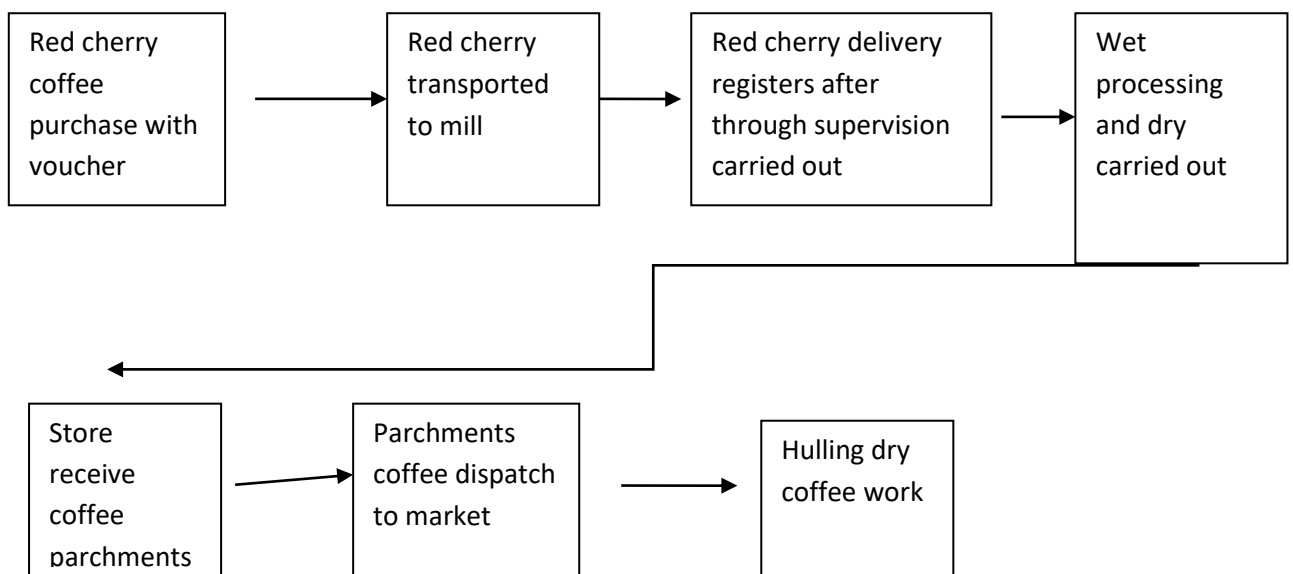 Red cherry
coffee
purchase with
voucher
Red cherry
transported
to mill
Red cherry delivery
registers after
through supervision
carried out
Wet
processing
and dry
carried out
Store
receive
coffee
parchments
Parchments
coffee dispatch
to market
Hulling dry
coffee work